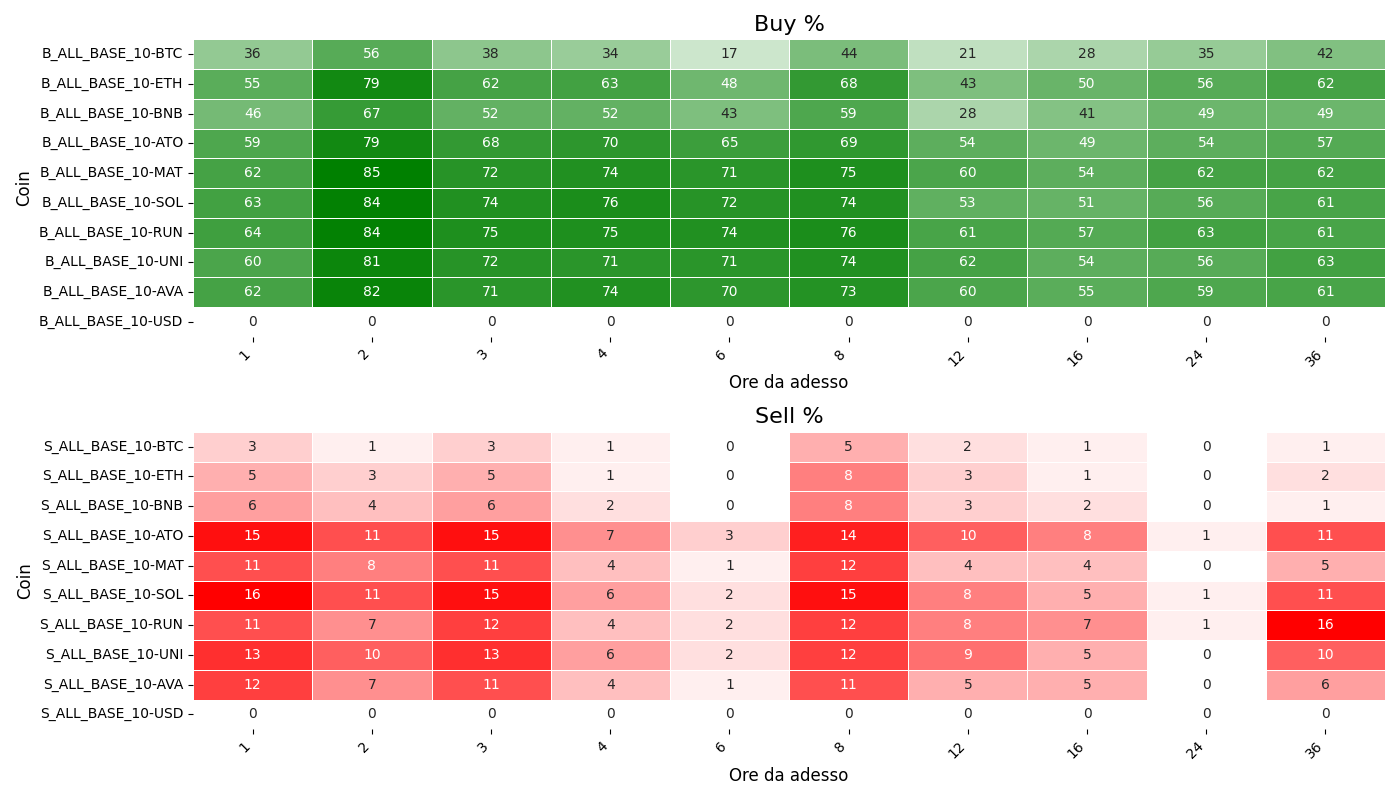 Buy %
Coin
B_ALL_BASE_10-BTC 36 56 38 34 17 44 21 28 35 42
B_ALL_BASE_10-ETH 55 79 62 63 48 68 43 50 56 62
B_ALL_BASE_10-BNB 46 67 52 52 43 59 28 41 49 49
B_ALL_BASE_10-ATO 59 79 68 70 65 69 54 49 54 57
B_ALL_BASE_10-MAT 62 85 72 74 71 75 60 54 62 62
B_ALL_BASE_10-SOL 63 84 74 76 72 74 53 51 56 61
B_ALL_BASE_10-RUN 64 84 75 75 74 76 61 57 63 61
B_ALL_BASE_10-UNI 60 81 72 71 71 74 62 54 56 63
B_ALL_BASE_10-AVA 62 82 71 74 70 73 60 55 59 61
B_ALL_BASE_10-USD 0 0 0 0 0 0 0 0 0 0
1 2 3 4 6 8 12 16 24 36
Ore da adesso
Sell %
Coin
S_ALL_BASE_10-BTC 3 1 3 1 0 5 2 1 0 1
S_ALL_BASE_10-ETH 5 3 5 1 0 8 3 1 0 2
S_ALL_BASE_10-BNB 6 4 6 2 0 8 3 2 0 1
S_ALL_BASE_10-ATO 15 11 15 7 3 14 10 8 1 11
S_ALL_BASE_10-MAT 11 8 11 4 1 12 4 4 0 5
S_ALL_BASE_10-SOL 16 11 15 6 2 15 8 5 1 11
S_ALL_BASE_10-RUN 11 7 12 4 2 12 8 7 1 16
S_ALL_BASE_10-UNI 13 10 13 6 2 12 9 5 0 10
S_ALL_BASE_10-AVA 12 7 11 4 1 11 5 5 0 6
S_ALL_BASE_10-USD 0 0 0 0 0 0 0 0 0 0
1 2 3 4 6 8 12 16 24 36
Ore da adesso